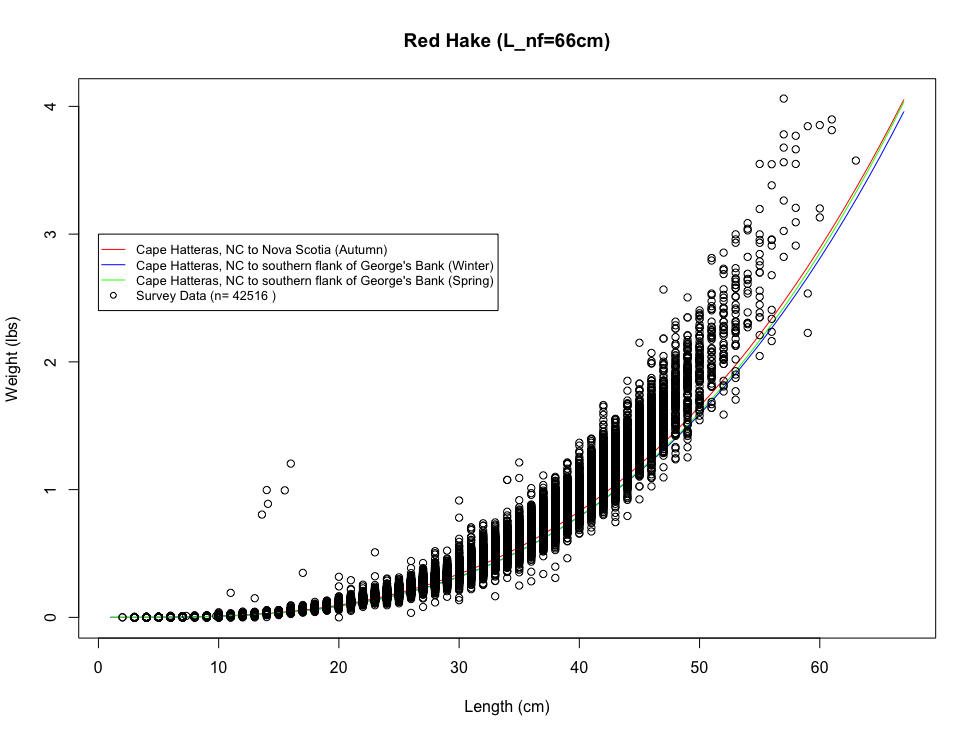 Red Hake (L_nf=66cm)
4
3
2
1
0
Weight (lbs)
Cape Hatteras, NC to Nova Scotia (Autumn)
Cape Hatteras, NC to southern flank of George's Bank (Winter)
Cape Hatteras, NC to southern flank of George's Bank (Spring)
Survey Data (n= 42516 )
0 10 20 30 40 50 60
Length (cm)